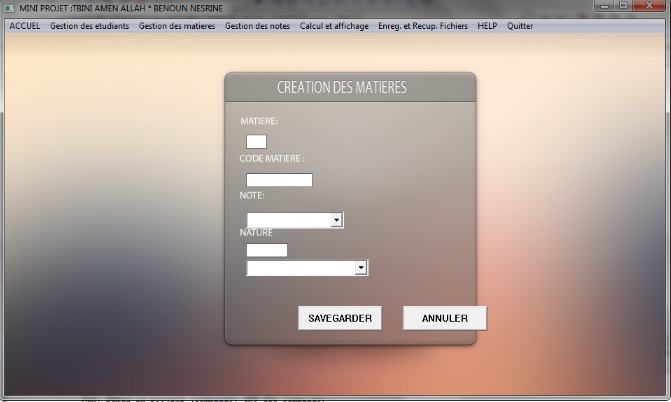 MINI PROJET :TBINI AMEN ALLAH * BENOUN NESRINE
ACCUEL Gestion des etudiants Gestion des matieres Gestion des notes Calcul et affichage Enreg. et Recup. Fichiers HELP Quitter
CREATION DES MATIERES
MATIERE:
CODE MATIERE :
NOTE:
NATURE
SAVEGARDER ANNULER